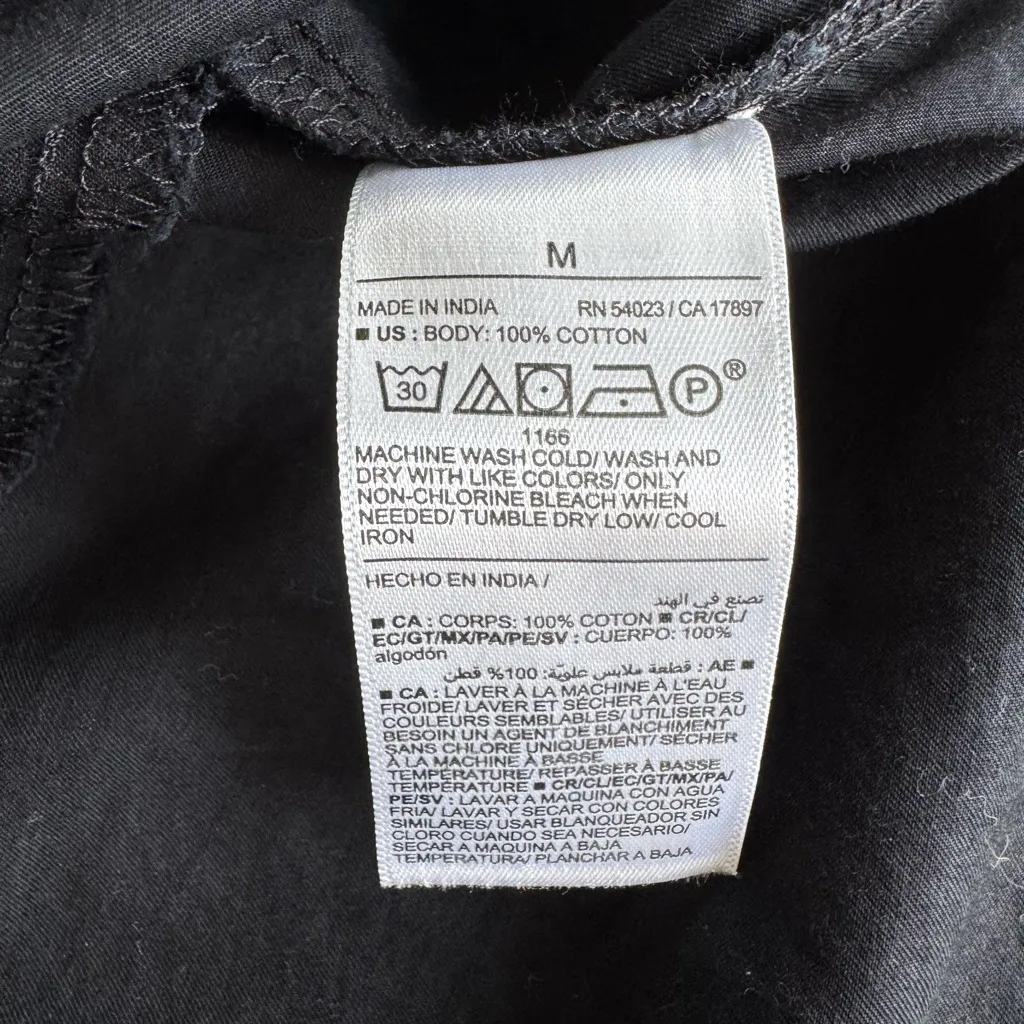 M
MADE IN INDIA RN 54023 / CA 17897
■ US : BODY: 100% COTTON
30 P®
1166
MACHINE WASH COLD/ WASH AND
DRY WITH LIKE COLORS/ ONLY
NON-CHLORINE BLEACH WHEN
NEEDED/ TUMBLE DRY LOW/ COOL
IRON
HECHO EN INDIA /
تصنع في الهند
■ CA : CORPS: 100% COTON ■ CR/CL/
EC/GT/MX/PA/PE/SV : CUERPO: 100%
algodón
■ AE : قطعة ملابس علويّة: 100% قطن
■ CA : LAVER À LA MACHINE À L'EAU
FROIDE/ LAVER ET SÉCHER AVEC DES
COULEURS SEMBLABLES/ UTILISER AU
BESOIN UN AGENT DE BLANCHIMENT
SANS CHLORE UNIQUEMENT/ SÉCHER
À LA MACHINE À BASSE
TEMPÉRATURE/ REPASSER À BASSE
TEMPÉRATURE ■ CR/CL/EC/GT/MX/PA/
PE/SV : LAVAR A MAQUINA CON AGUA
FRIA/ LAVAR Y SECAR CON COLORES
SIMILARES/ USAR BLANQUEADOR SIN
CLORO CUANDO SEA NECESARIO/
SECAR A MAQUINA A BAJA
TEMPERATURA/ PLANCHAR A BAJA